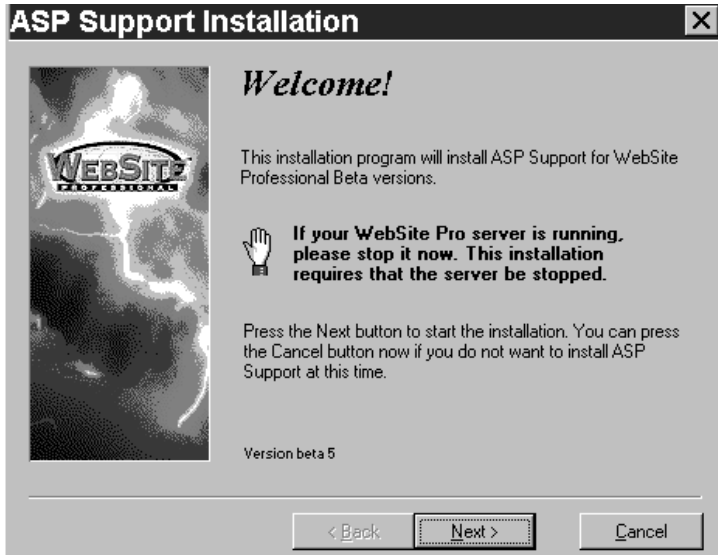 ASP Support Installation
Welcome!
WEBSITE
PROFESSIONAL
This installation program will install ASP Support for WebSite
Professional Beta versions.
If your WebSite Pro server is running,
please stop it now. This installation
requires that the server be stopped.
Press the Next button to start the installation. You can press
the Cancel button now if you do not want to install ASP
Support at this time.
Version beta 5
< Back
Next >
Cancel